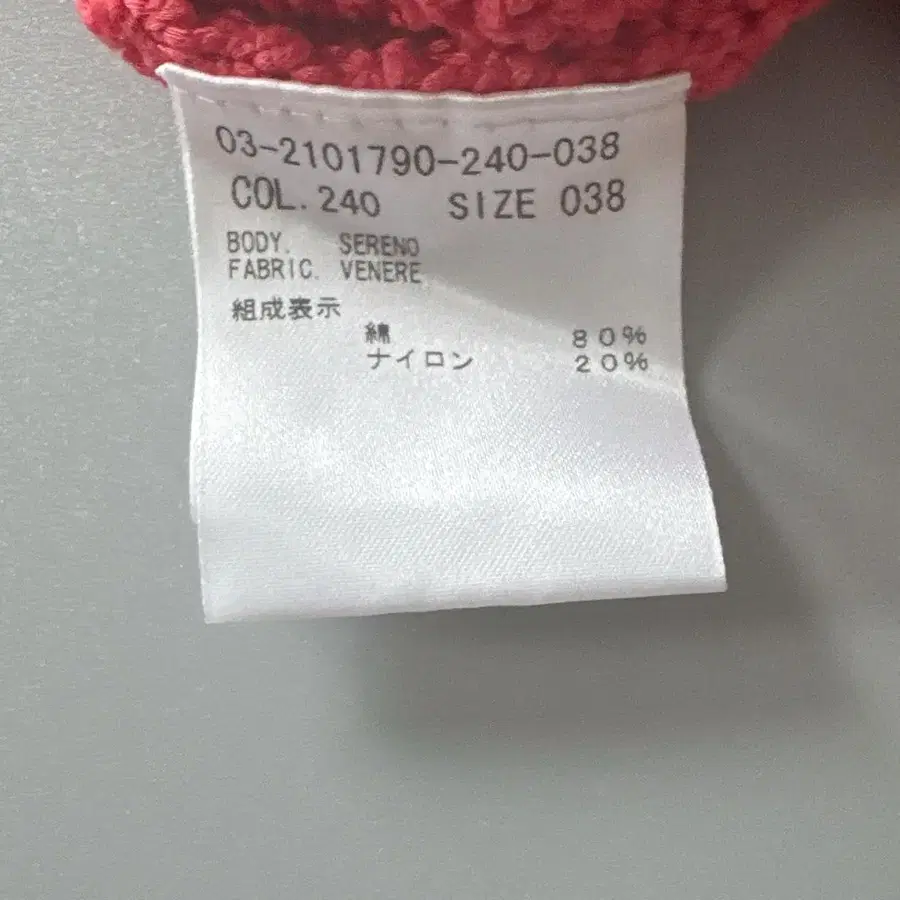 03-2101790-240-038
COL.240 SIZE 038
BODY. SERENO
FABRIC. VENERE
組成表示
綿 80%
ナイロン 20%